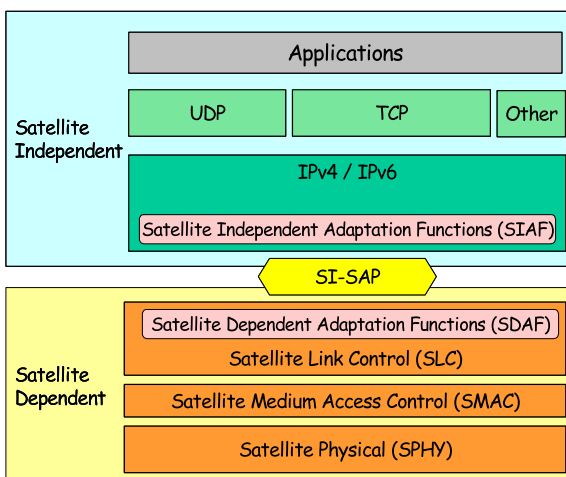 Applications
UDP
TCP
Other
Satellite
Independent
IPv4 / IPv6
Satellite Independent Adaptation Functions (SIAF)
SI-SAP
Satellite Dependent Adaptation Functions (SDAF)
Satellite Link Control (SLC)
Satellite
Dependent
Satellite Medium Access Control (SMAC)
Satellite Physical (SPHY)